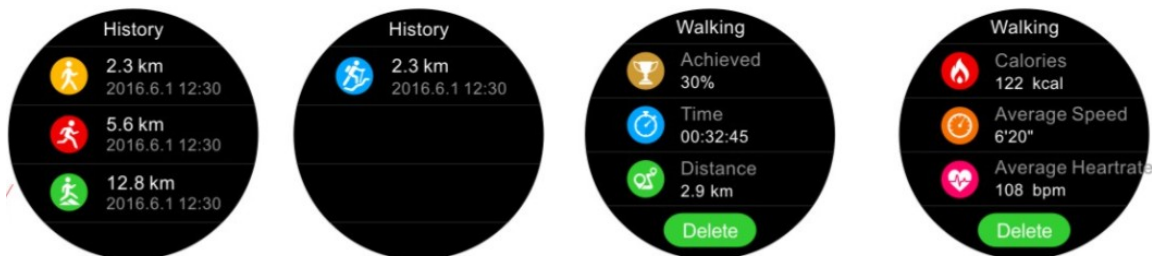 History
2.3 km
2016.6.1 12:30
5.6 km
2016.6.1 12:30
12.8 km
2016.6.1 12:30
History
2.3 km
2016.6.1 12:30
Walking
Achieved
30%
Time
00:32:45
Distance
2.9 km
Delete
Walking
Calories
122 kcal
Average Speed
6'20"
Average Heartrate
108 bpm
Delete